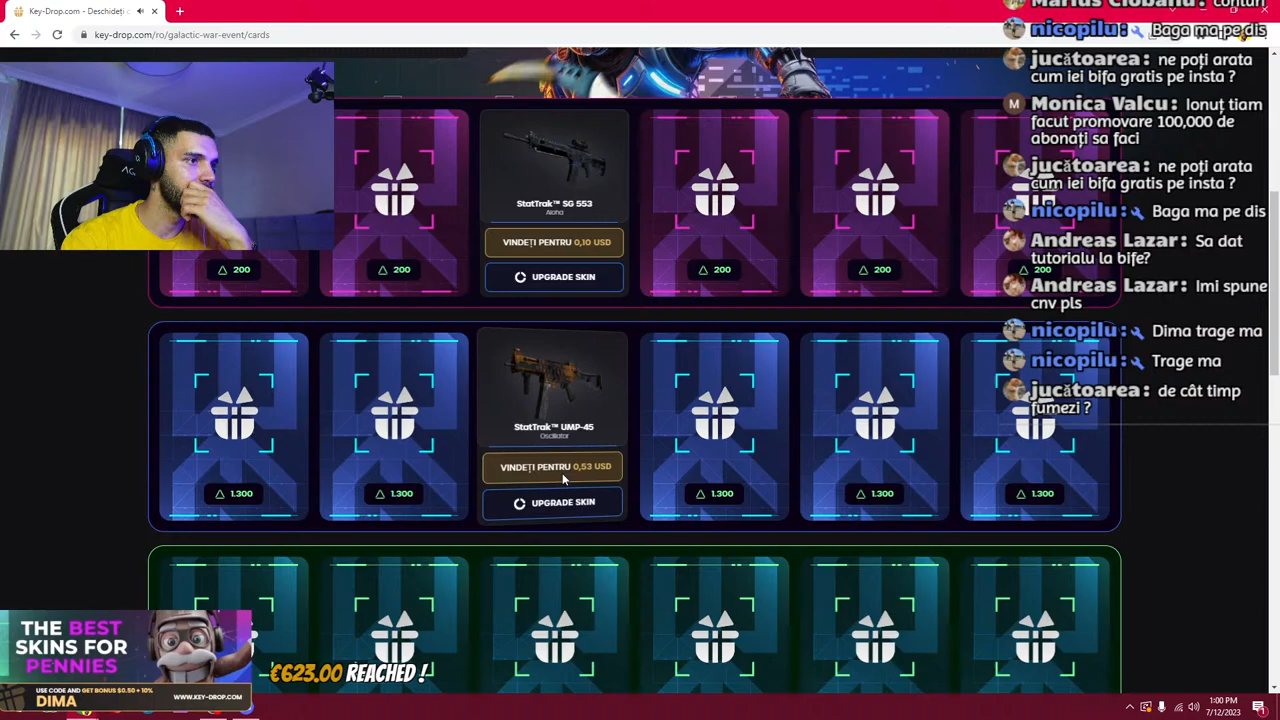 Key-Drop.com - Deschideți c
key-drop.com/ro/galactic-war-event/cards
Marius Ciobanu: conturi
nicopilu: Baga ma pe dis
jucătoarea: ne poți arata
cum iei bifa gratis pe insta ?
M Monica Valcu: Ionuț tiam
facut promovare 100,000 de
abonați sa faci
jucătoarea: ne poți arata
cum iei bifa gratis pe insta ?
nicopilu: Baga ma pe dis
Andreas Lazar: Sa dat
tutorialu la bife?
Andreas Lazar: Imi spune
cnv pls
nicopilu: Dima trage ma
nicopilu: Trage ma
jucătoarea: de cât timp
fumezi ?
AG
StatTrak™ SG 553
Aloha
VINDEȚI PENTRU 0,10 USD
UPGRADE SKIN
200 200 200 200 200
StatTrak™ UMP-45
Oscillator
VINDEȚI PENTRU 0,53 USD
UPGRADE SKIN
1.300 1.300 1.300 1.300 1.300
THE BEST
SKINS FOR
PENNIES
USE CODE AND GET BONUS $0.50 + 10%
DIMA
WWW.KEY-DROP.COM
€623.00 REACHED !
1:00 PM
7/12/2023
1